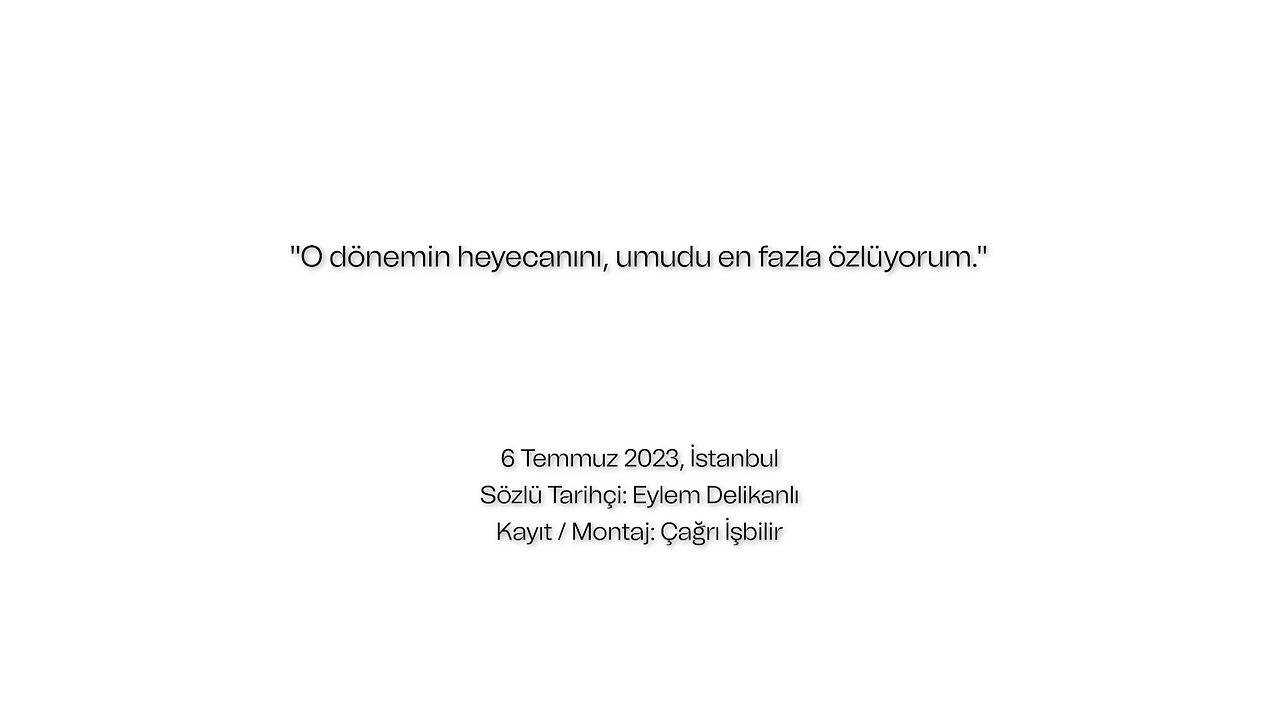 "O dönemin heyecanını, umudu en fazla özlüyorum."
6 Temmuz 2023, İstanbul
Sözlü Tarihçi: Eylem Delikanlı
Kayıt / Montaj: Çağrı İşbilir